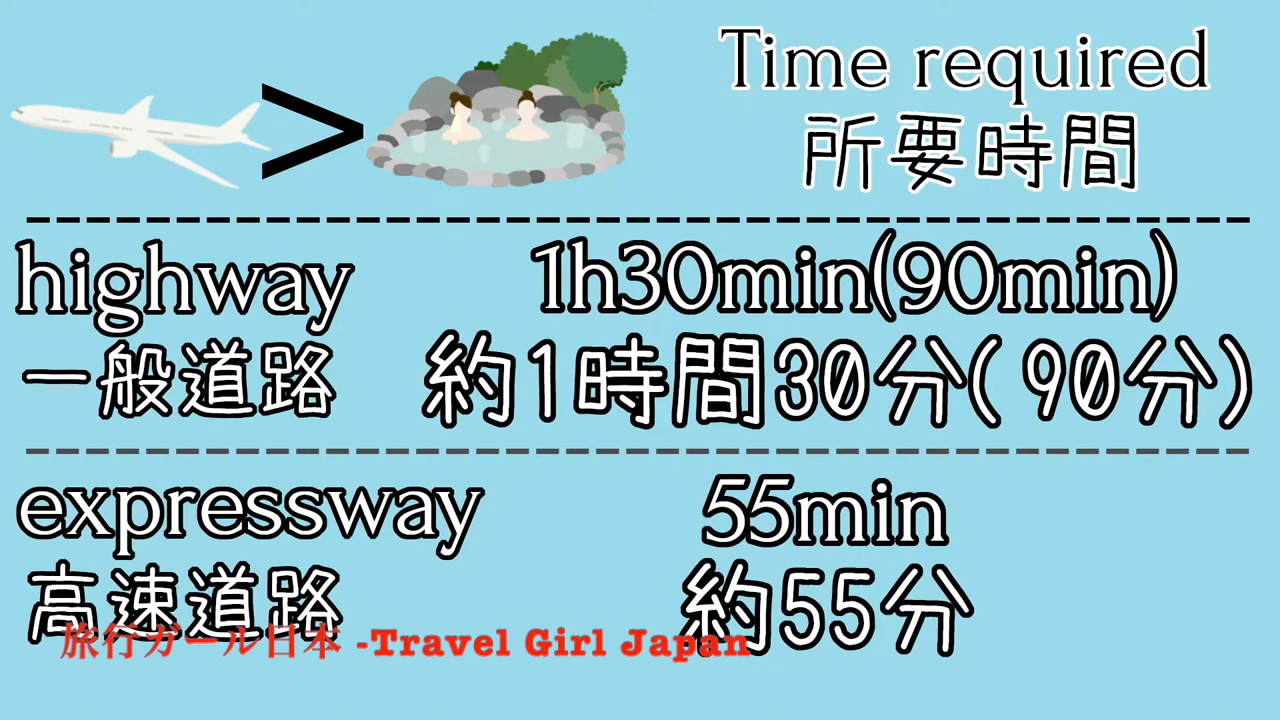 Time required
所要時間
highway
1h30min(90min)
一般道路
約1時間30分(90分)
expressway
55min
高速道路
約55分
旅行ガール日本 -Travel Girl Japan